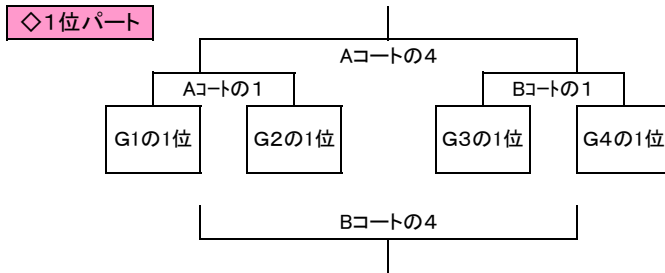 ◇1位パート
Aコートの4
Aコートの1
Bコートの1
G1の1位
G2の1位
G3の1位
G4の1位
Bコートの4